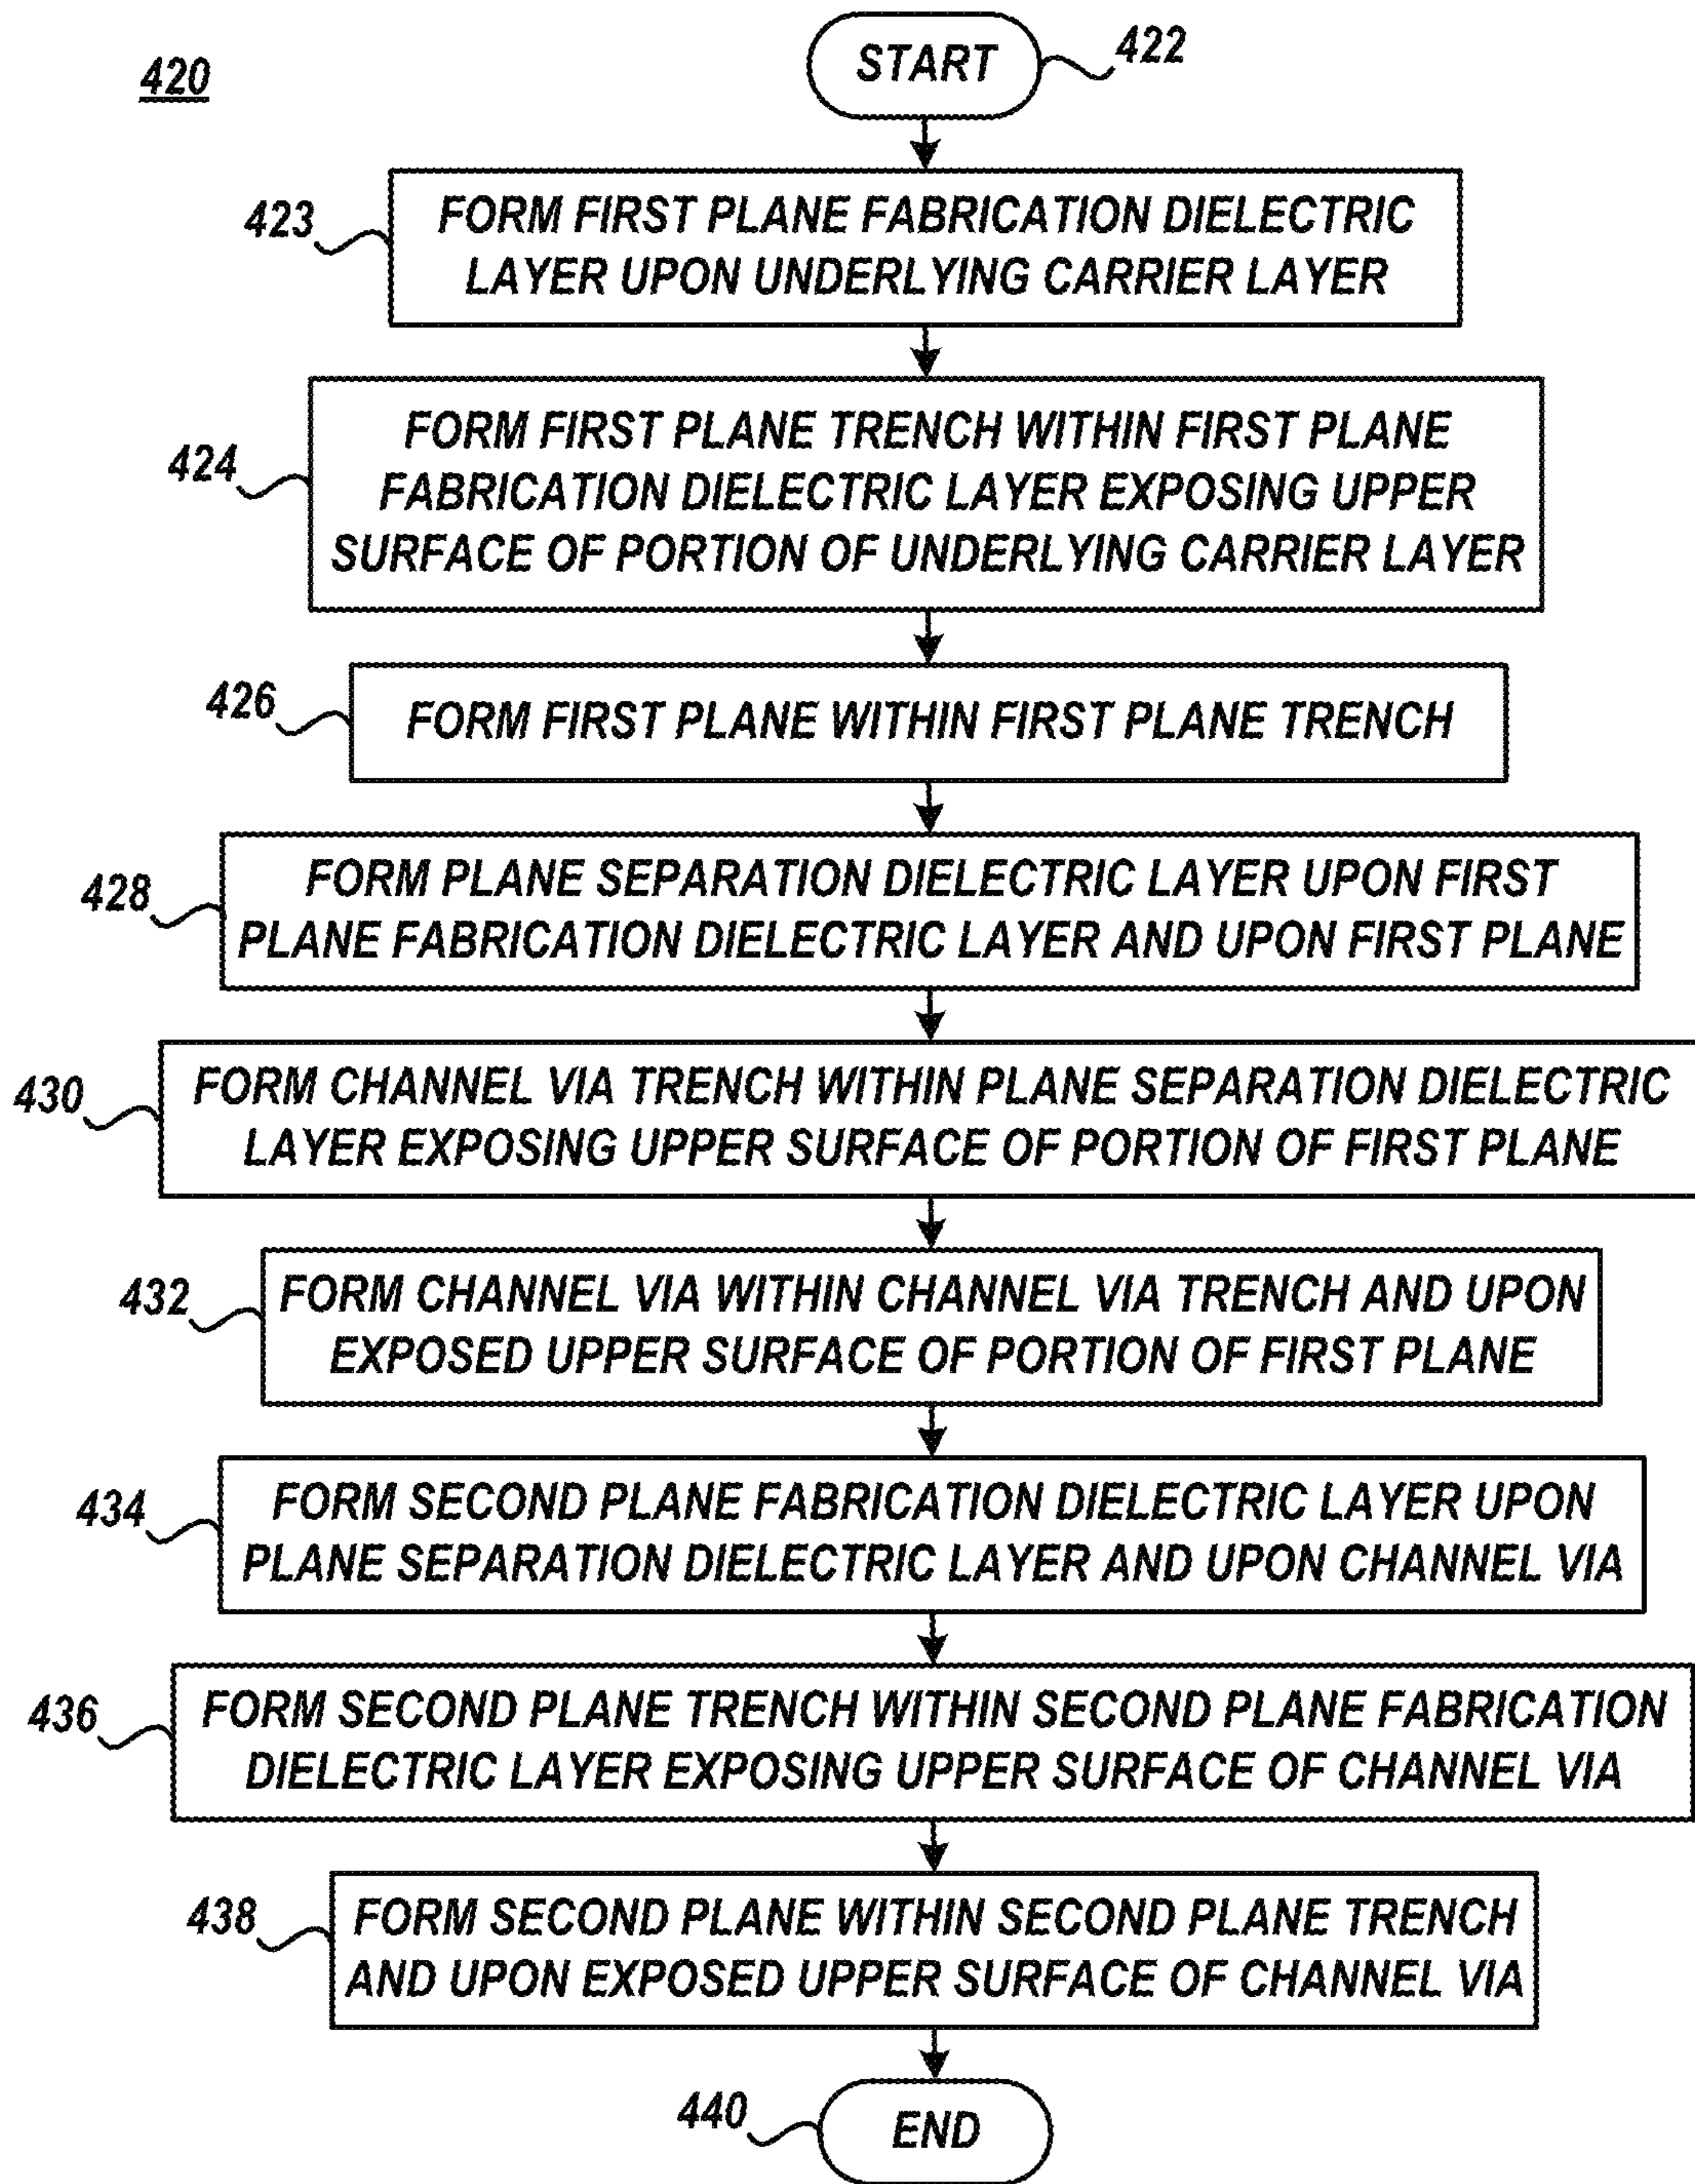 420
START
422
423
FORM FIRST PLANE FABRICATION DIELECTRIC
LAYER UPON UNDERLYING CARRIER LAYER
424
FORM FIRST PLANE TRENCH WITHIN FIRST PLANE
FABRICATION DIELECTRIC LAYER EXPOSING UPPER
SURFACE OF PORTION OF UNDERLYING CARRIER LAYER
426
FORM FIRST PLANE WITHIN FIRST PLANE TRENCH
428
FORM PLANE SEPARATION DIELECTRIC LAYER UPON FIRST
PLANE FABRICATION DIELECTRIC LAYER AND UPON FIRST PLANE
430
FORM CHANNEL VIA TRENCH WITHIN PLANE SEPARATION DIELECTRIC
LAYER EXPOSING UPPER SURFACE OF PORTION OF FIRST PLANE
432
FORM CHANNEL VIA WITHIN CHANNEL VIA TRENCH AND UPON
EXPOSED UPPER SURFACE OF PORTION OF FIRST PLANE
434
FORM SECOND PLANE FABRICATION DIELECTRIC LAYER UPON
PLANE SEPARATION DIELECTRIC LAYER AND UPON CHANNEL VIA
436
FORM SECOND PLANE TRENCH WITHIN SECOND PLANE FABRICATION
DIELECTRIC LAYER EXPOSING UPPER SURFACE OF CHANNEL VIA
438
FORM SECOND PLANE WITHIN SECOND PLANE TRENCH
AND UPON EXPOSED UPPER SURFACE OF CHANNEL VIA
440
END